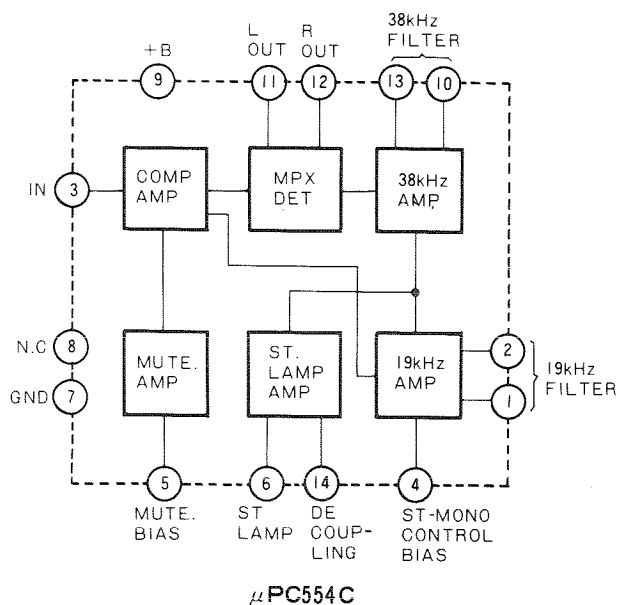 +B
9
L
OUT
11
R
OUT
12
38kHz
FILTER
13
10
IN
3
COMP
AMP
MPX
DET
38kHz
AMP
N.C
8
GND
7
MUTE.
AMP
ST.
LAMP
AMP
19kHz
AMP
2
1
19kHz
FILTER
5
MUTE.
BIAS
6
ST
LAMP
14
DE
COUP-
LING
4
ST-MONO
CONTROL
BIAS
μPC554C